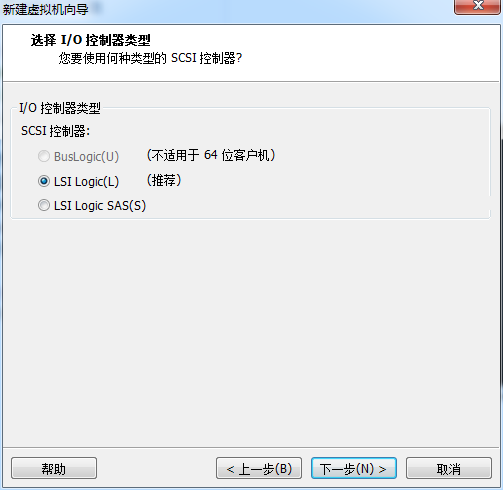 新建虚拟机向导
选择 I/O 控制器类型
您要使用何种类型的 SCSI 控制器?
I/O 控制器类型
SCSI 控制器:
BusLogic(U) (不适用于 64 位客户机)
LSI Logic(L) (推荐)
LSI Logic SAS(S)
帮助 < 上一步(B) 下一步(N) > 取消